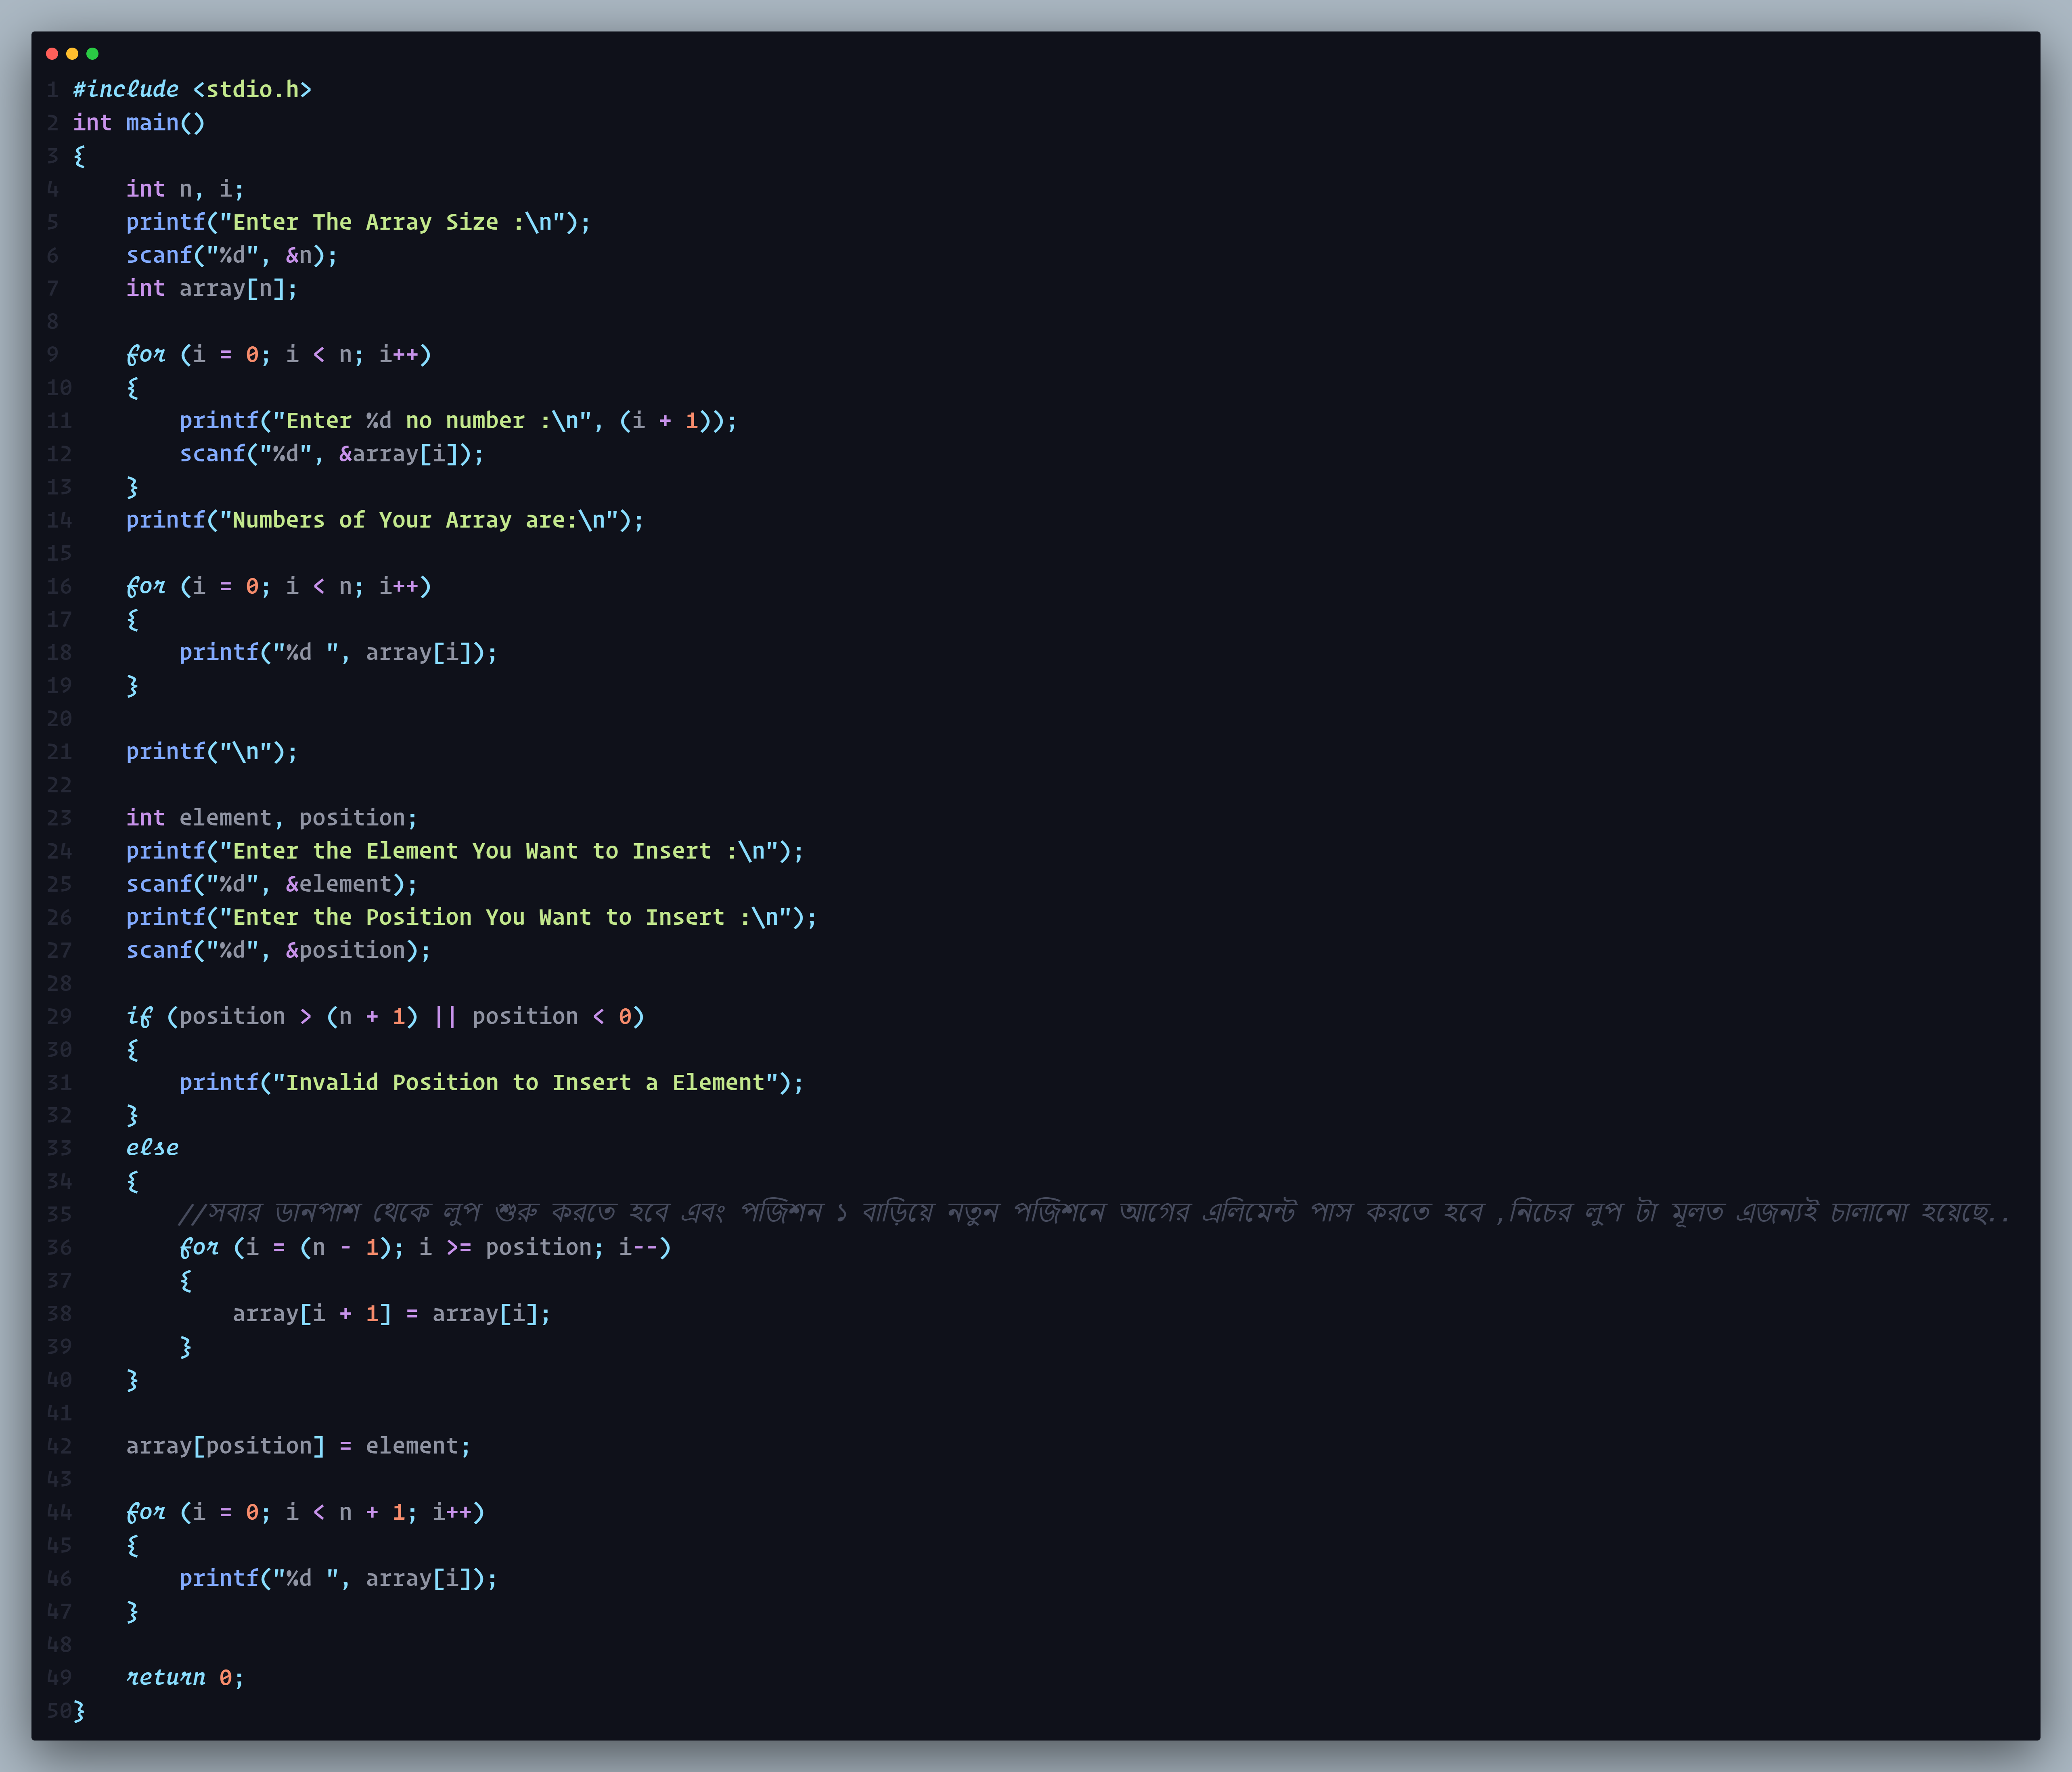 1 #include <stdio.h>
2 int main()
3 {
4     int n, i;
5     printf("Enter The Array Size :\n");
6     scanf("%d", &n);
7     int array[n];
8
9     for (i = 0; i < n; i++)
10     {
11         printf("Enter %d no number :\n", (i + 1));
12         scanf("%d", &array[i]);
13     }
14     printf("Numbers of Your Array are:\n");
15
16     for (i = 0; i < n; i++)
17     {
18         printf("%d ", array[i]);
19     }
20
21     printf("\n");
22
23     int element, position;
24     printf("Enter the Element You Want to Insert :\n");
25     scanf("%d", &element);
26     printf("Enter the Position You Want to Insert :\n");
27     scanf("%d", &position);
28
29     if (position > (n + 1) || position < 0)
30     {
31         printf("Invalid Position to Insert a Element");
32     }
33     else
34     {
35         //সবার ডানপাশ থেকে লুপ শুরু করতে হবে এবং পজিশন ১ বাড়িয়ে নতুন পজিশনে আগের এলিমেন্ট পাস করতে হবে ,নিচের লুপ টা মূলত এজন্যই চালানো হয়েছে..
36         for (i = (n - 1); i >= position; i--)
37         {
38             array[i + 1] = array[i];
39         }
40     }
41
42     array[position] = element;
43
44     for (i = 0; i < n + 1; i++)
45     {
46         printf("%d ", array[i]);
47     }
48
49     return 0;
50 }